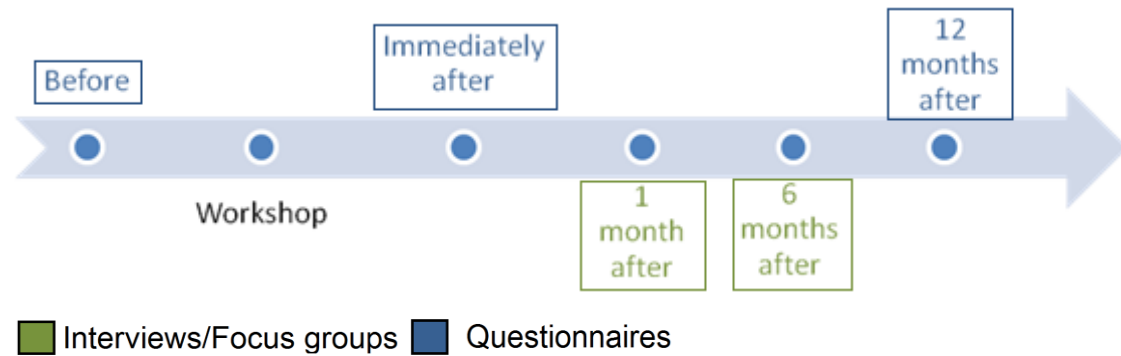 Before
Immediately
after
12
months
after
Workshop
1
month
after
6
months
after
Interviews/Focus groups Questionnaires